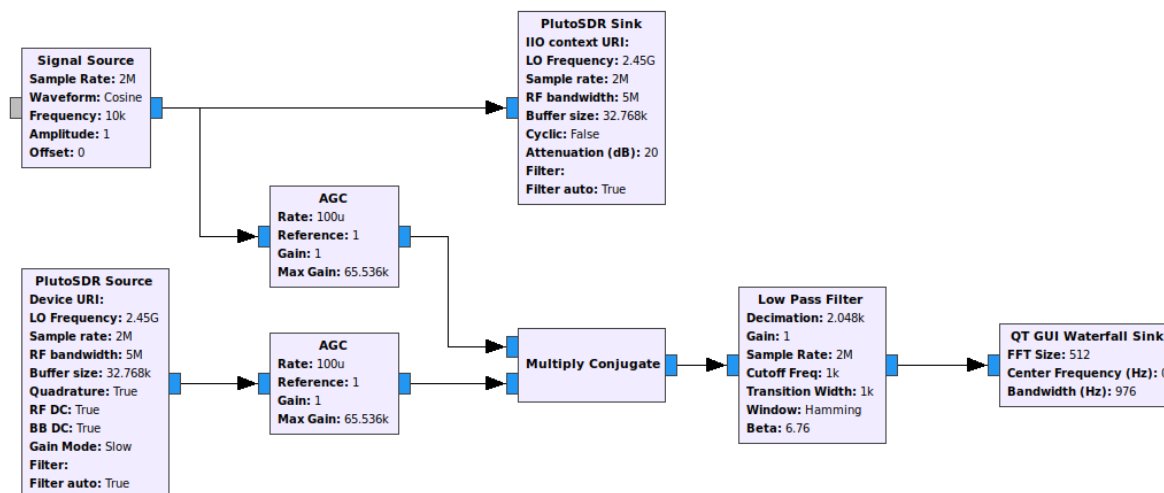 Signal Source
Sample Rate: 2M
Waveform: Cosine
Frequency: 10k
Amplitude: 1
Offset: 0
PlutoSDR Sink
IIO context URI:
LO Frequency: 2.45G
Sample rate: 2M
RF bandwidth: 5M
Buffer size: 32.768k
Cyclic: False
Attenuation (dB): 20
Filter:
Filter auto: True
AGC
Rate: 100u
Reference: 1
Gain: 1
Max Gain: 65.536k
PlutoSDR Source
Device URI:
LO Frequency: 2.45G
Sample rate: 2M
RF bandwidth: 5M
Buffer size: 32.768k
Quadrature: True
RF DC: True
BB DC: True
Gain Mode: Slow
Filter:
Filter auto: True
AGC
Rate: 100u
Reference: 1
Gain: 1
Max Gain: 65.536k
Multiply Conjugate
Low Pass Filter
Decimation: 2.048k
Gain: 1
Sample Rate: 2M
Cutoff Freq: 1k
Transition Width: 1k
Window: Hamming
Beta: 6.76
QT GUI Waterfall Sink
FFT Size: 512
Center Frequency (Hz):
Bandwidth (Hz): 976